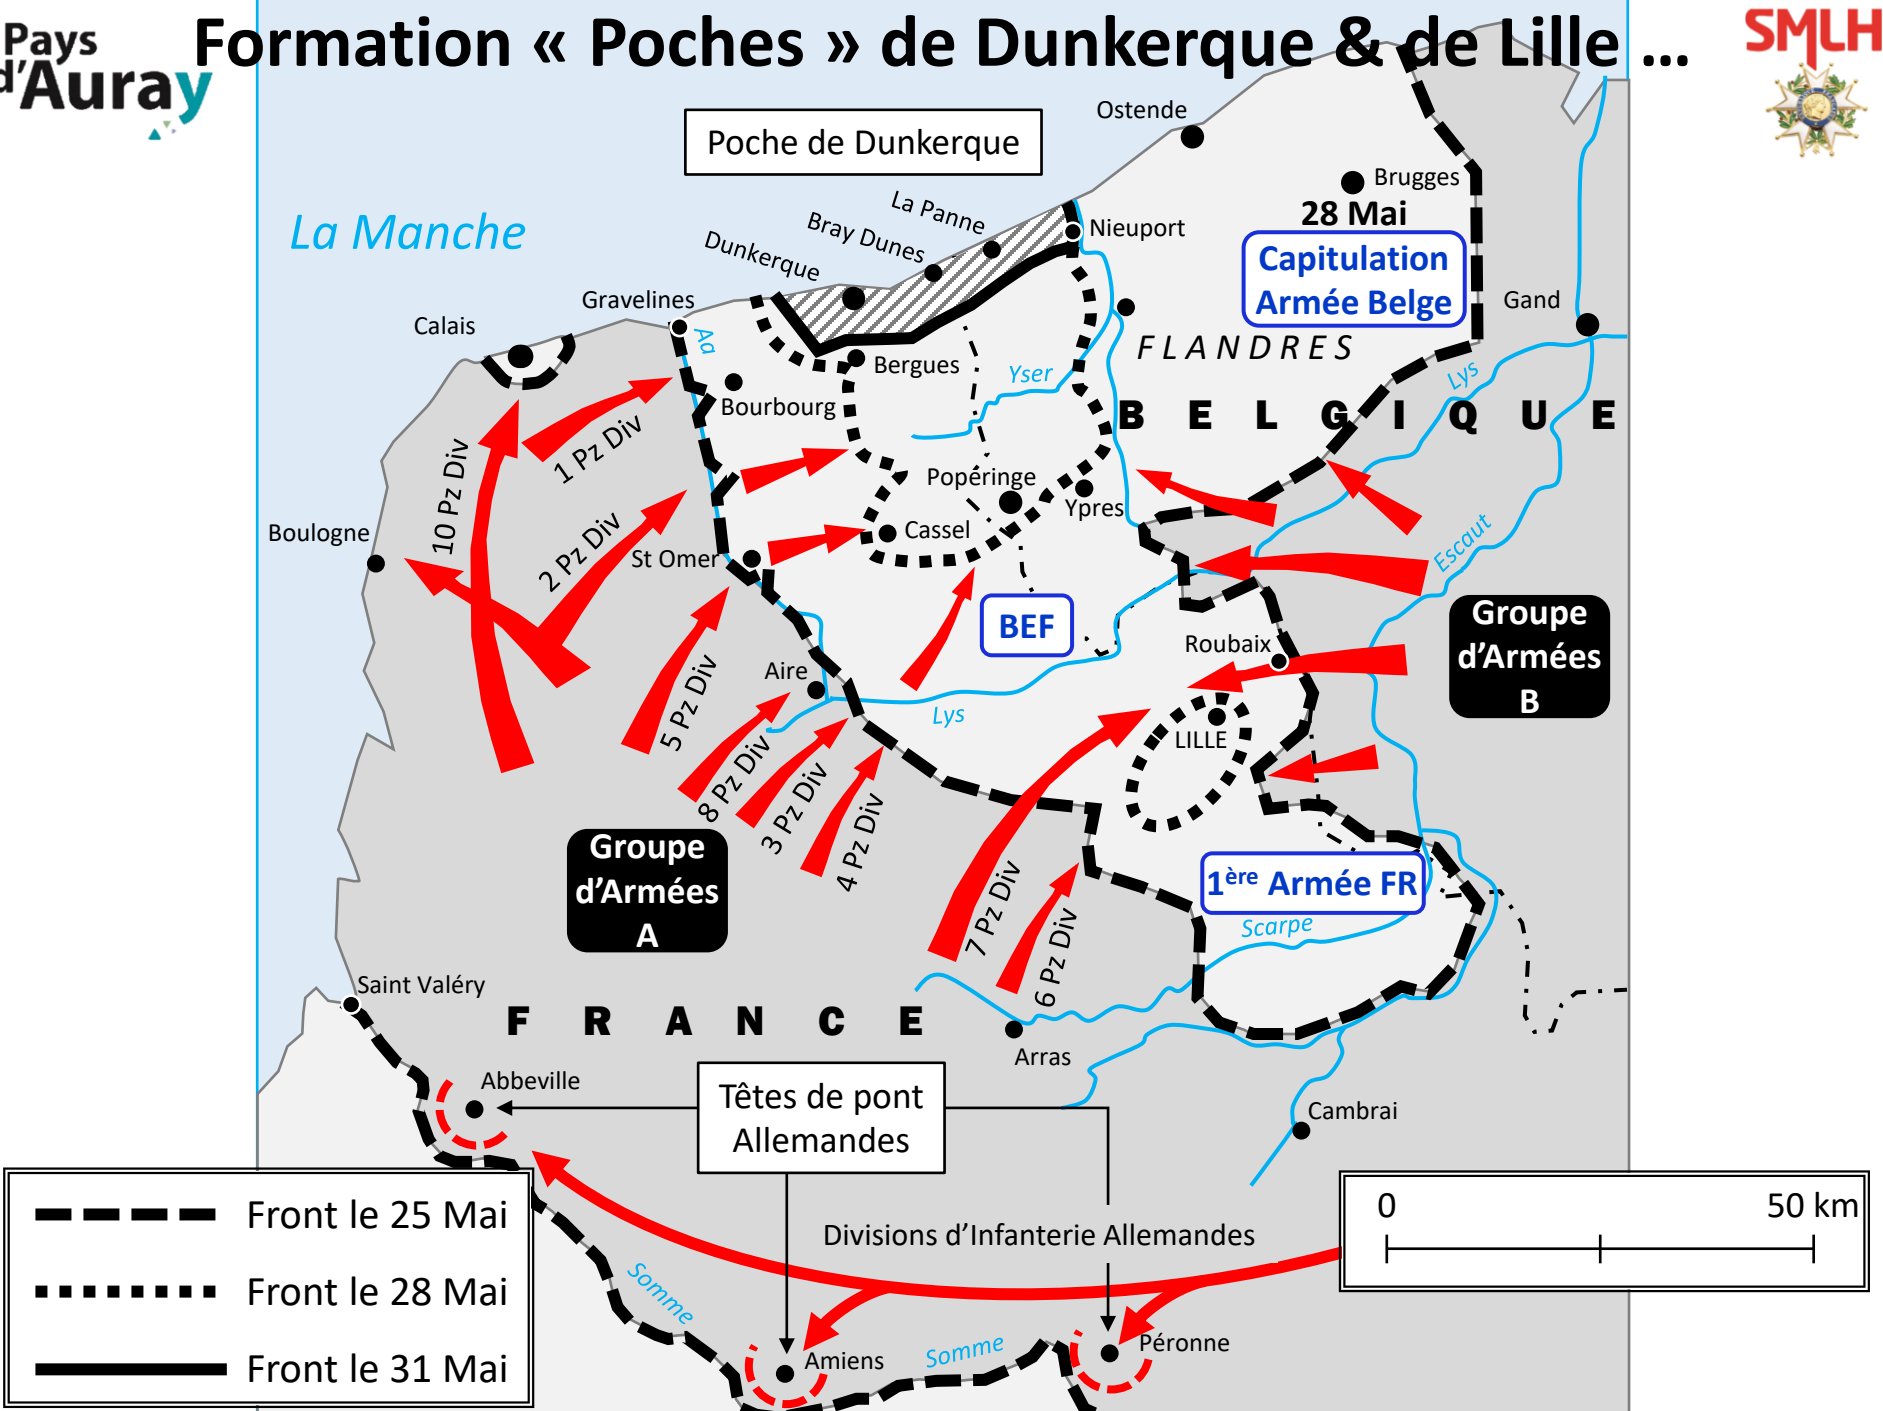 Pays
d'Auray
Formation « Poches » de Dunkerque & de Lille ...
SMLH
Ostende
Poche de Dunkerque
Brugges
28 Mai
Capitulation
Armée Belge
La Manche
La Panne
Bray Dunes
Dunkerque
Nieuport
Gravelines
Calais
Aa
Gand
FLANDRES
Bergues
Yser
Lys
Bourbourg
BELGIQUE
1 Pz Div
10 Pz Div
2 Pz Div
Popéringe
Ypres
Cassel
Boulogne
St Omer
Escaut
BEF
Groupe
d'Armées
B
Roubaix
Aire
5 Pz Div
Lys
LILLE
8 Pz Div
3 Pz Div
4 Pz Div
Groupe
d'Armées
A
7 Pz Div
6 Pz Div
1ère Armée FR
Scarpe
Saint Valéry
FRANCE
Arras
Abbeville
Têtes de pont
Allemandes
Cambrai
Front le 25 Mai
Front le 28 Mai
Front le 31 Mai
0 50 km
Divisions d'Infanterie Allemandes
Somme
Somme
Amiens
Péronne